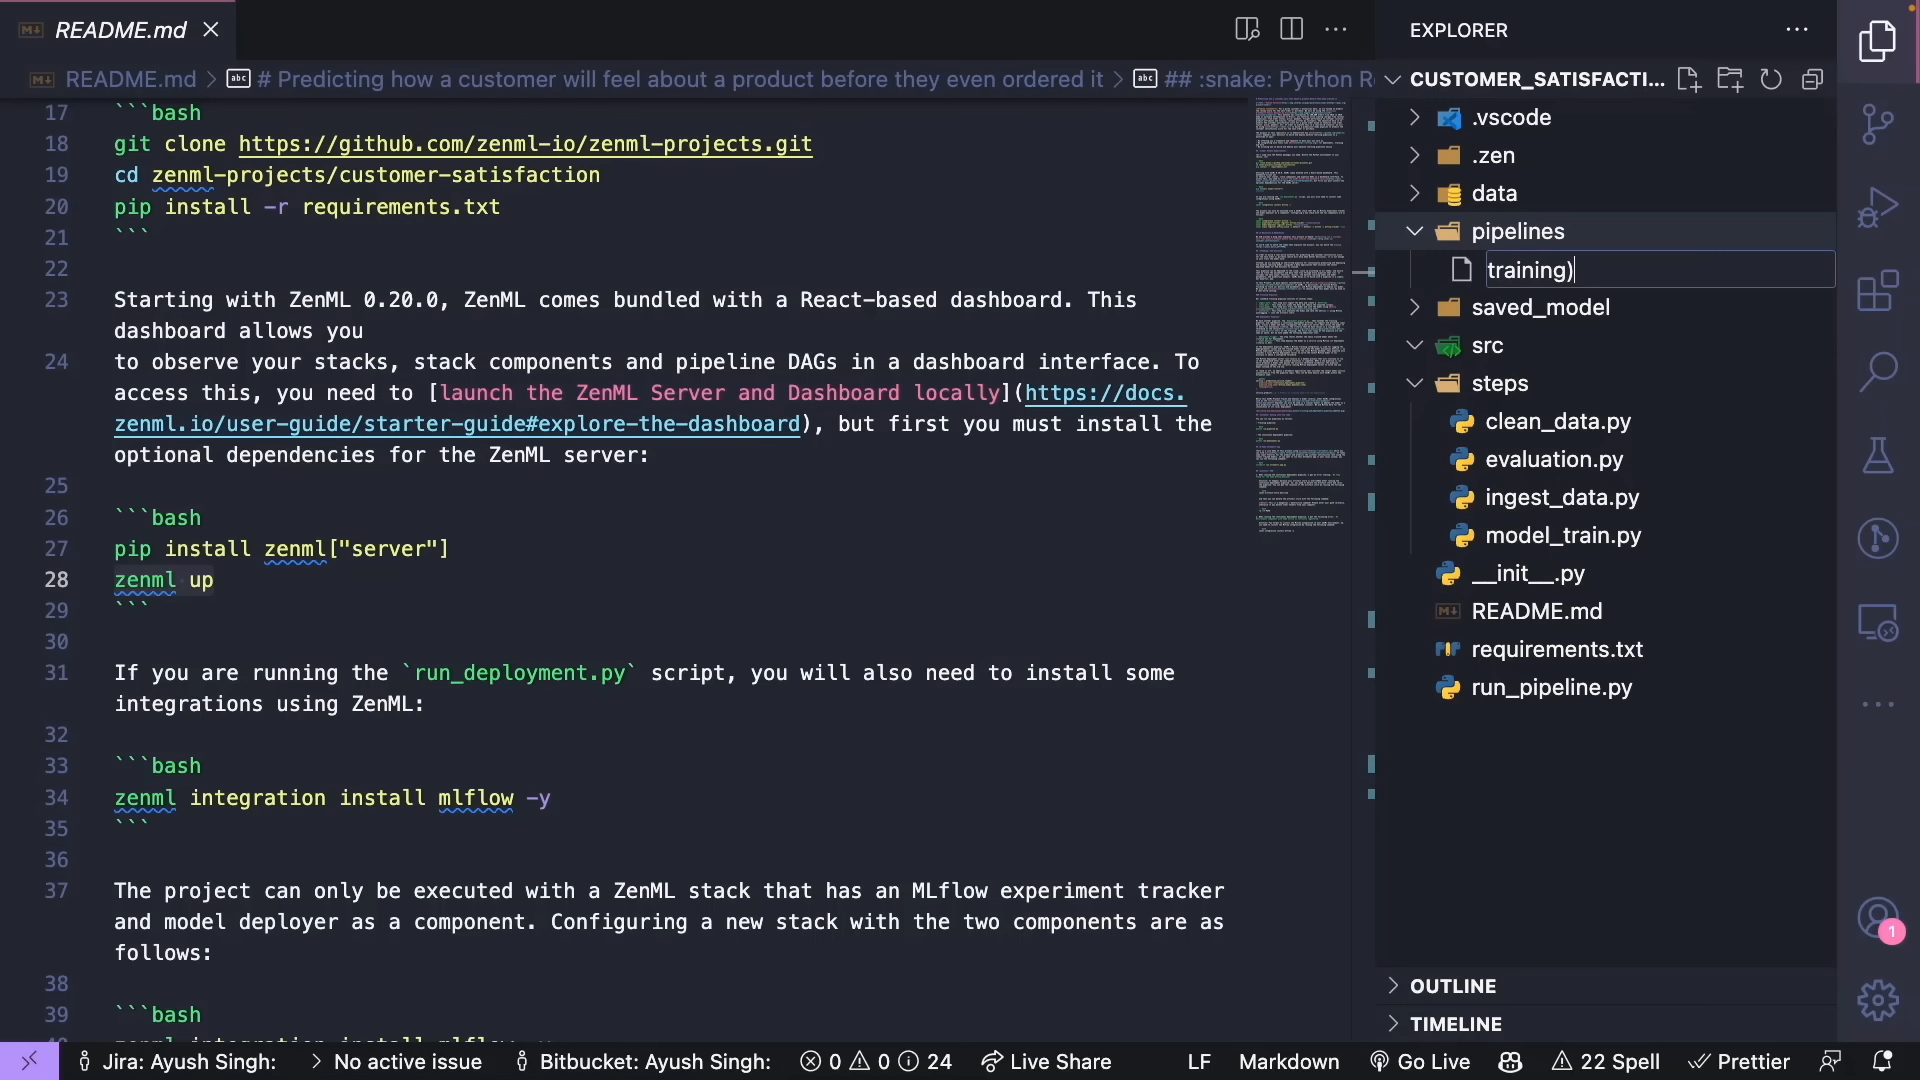 README.md
EXPLORER
README.md > # Predicting how a customer will feel about a product before they even ordered it > ## :snake: Python Re
CUSTOMER_SATISFACTI...
17 ```bash
18 git clone https://github.com/zenml-io/zenml-projects.git
19 cd zenml-projects/customer-satisfaction
20 pip install -r requirements.txt
21 ```
22
23 Starting with ZenML 0.20.0, ZenML comes bundled with a React-based dashboard. This
dashboard allows you
24 to observe your stacks, stack components and pipeline DAGs in a dashboard interface. To
access this, you need to [launch the ZenML Server and Dashboard locally](https://docs.
zenml.io/user-guide/starter-guide#explore-the-dashboard), but first you must install the
optional dependencies for the ZenML server:
25
26 ```bash
27 pip install zenml["server"]
28 zenml up
29 ```
30
31 If you are running the `run_deployment.py` script, you will also need to install some
integrations using ZenML:
32
33 ```bash
34 zenml integration install mlflow -y
35 ```
36
37 The project can only be executed with a ZenML stack that has an MLflow experiment tracker
and model deployer as a component. Configuring a new stack with the two components are as
follows:
38
39 ```bash
.vscode
.zen
data
pipelines
training)
saved_model
src
steps
clean_data.py
evaluation.py
ingest_data.py
model_train.py
__init__.py
README.md
requirements.txt
run_pipeline.py
OUTLINE
TIMELINE
1
Jira: Ayush Singh: > No active issue Bitbucket: Ayush Singh: 0 0 24 Live Share LF Markdown Go Live 22 Spell Prettier